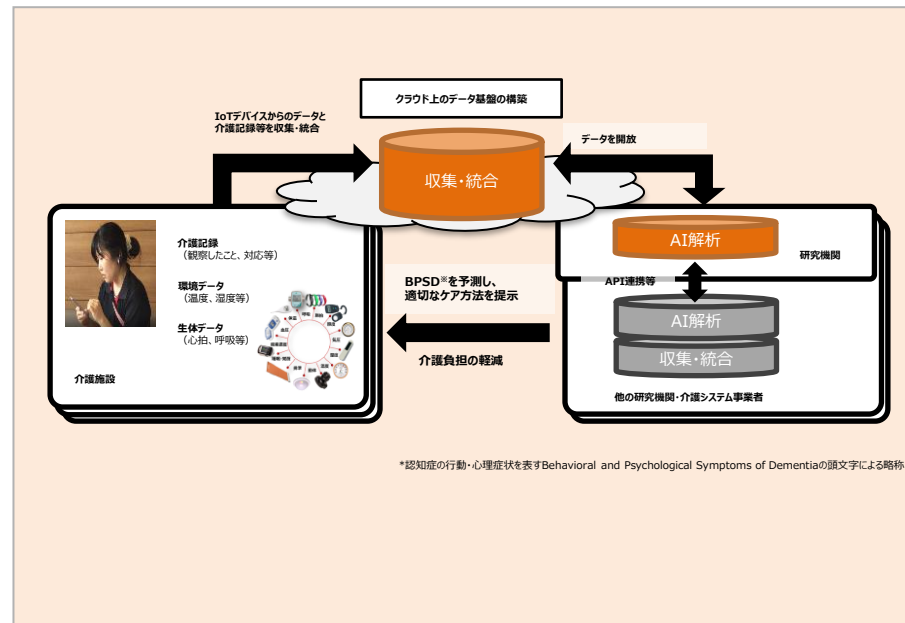 クラウド上のデータ基盤の構築
IoTデバイスからのデータと
介護記録等を収集・統合
データを開放
収集・統合
介護記録
（観察したこと、対応等）
環境データ
（温度、湿度等）
生体データ
（心拍、呼吸等）
介護施設
BPSD※を予測し、
適切なケア方法を提示
介護負担の軽減
AI解析
研究機関
API連携等
AI解析
収集・統合
他の研究機関・介護システム事業者
*認知症の行動・心理症状を表すBehavioral and Psychological Symptoms of Dementiaの頭文字による略称